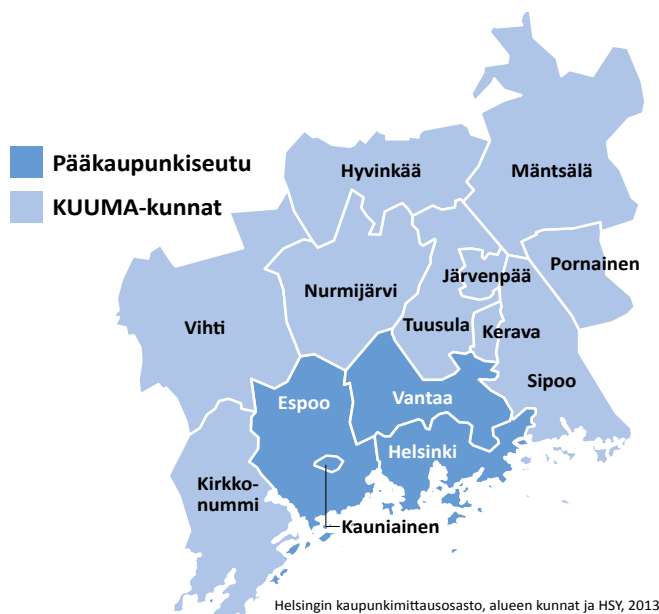 Pääkaupunkiseutu
KUUMA-kunnat
Hyvinkää
Mäntsälä
Pornainen
Järvenpää
Nurmijärvi
Vihti
Tuusula
Kerava
Sipoo
Espoo
Vantaa
Helsinki
Kirkko-
nummi
Kauniainen
Helsingin kaupunkimittausosasto, alueen kunnat ja HSY, 2013